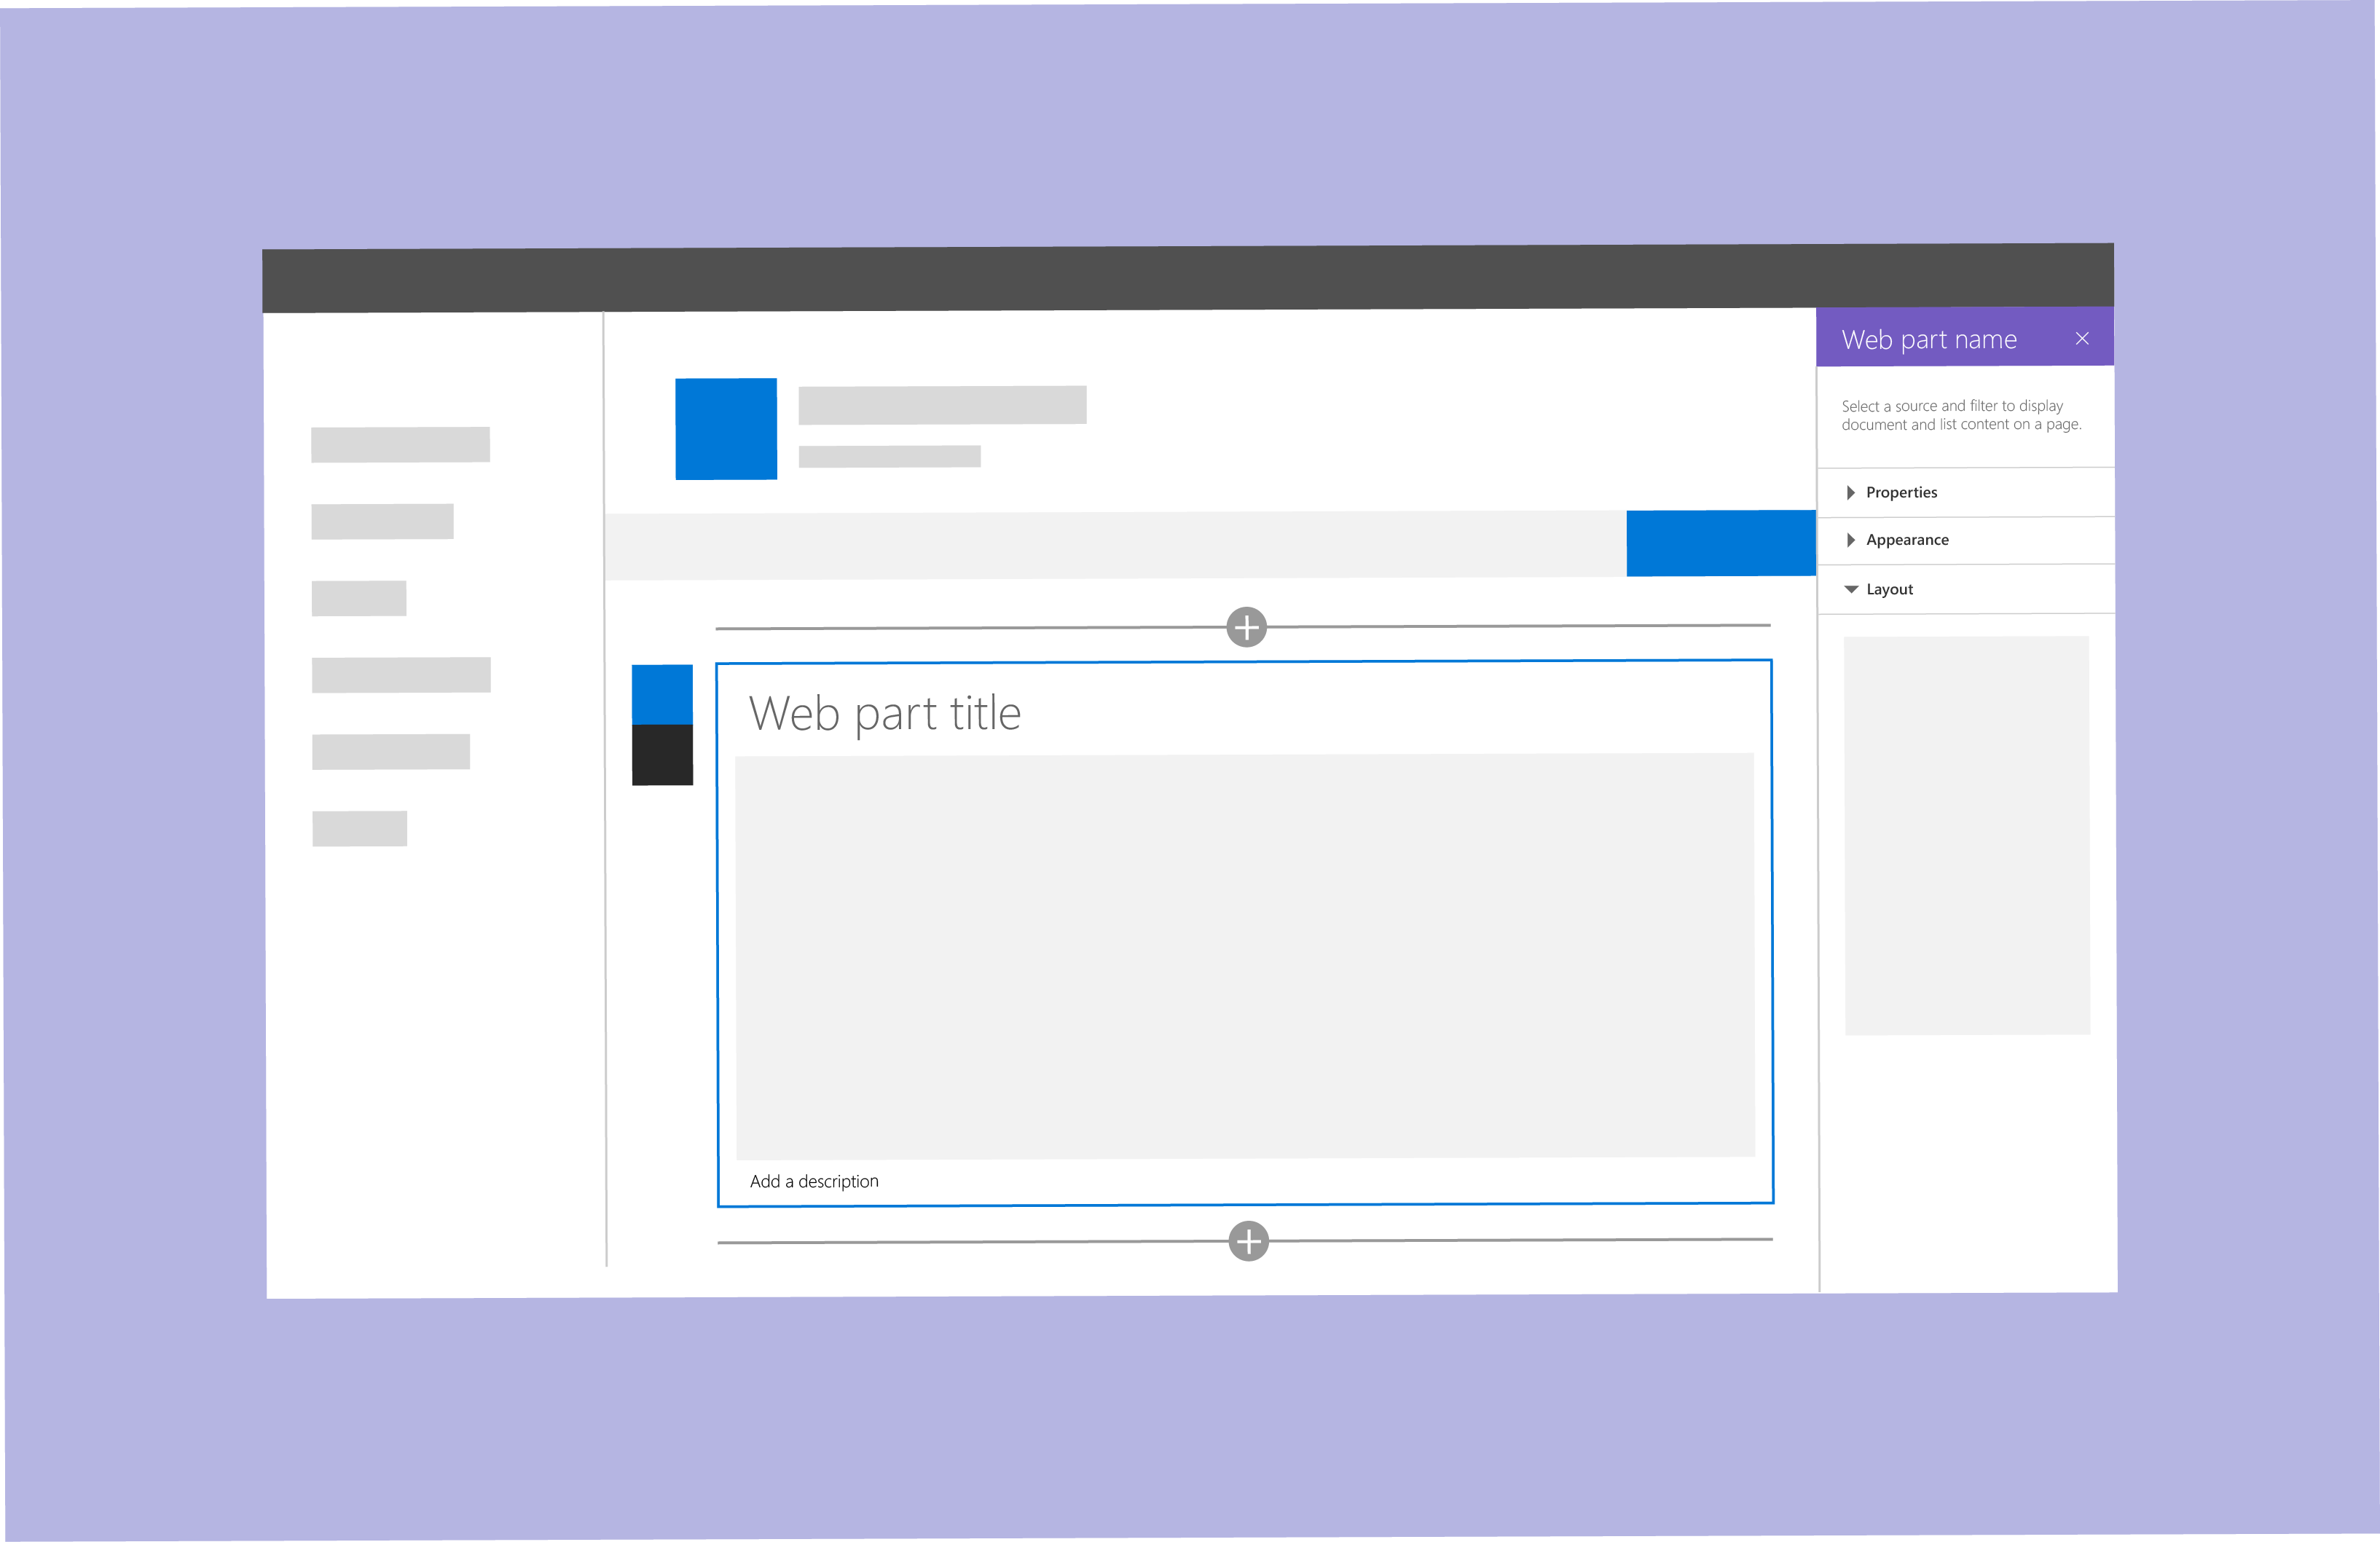 Web part name
Select a source and filter to display
document and list content on a page.
Properties
Appearance
Layout
Web part title
Add a description